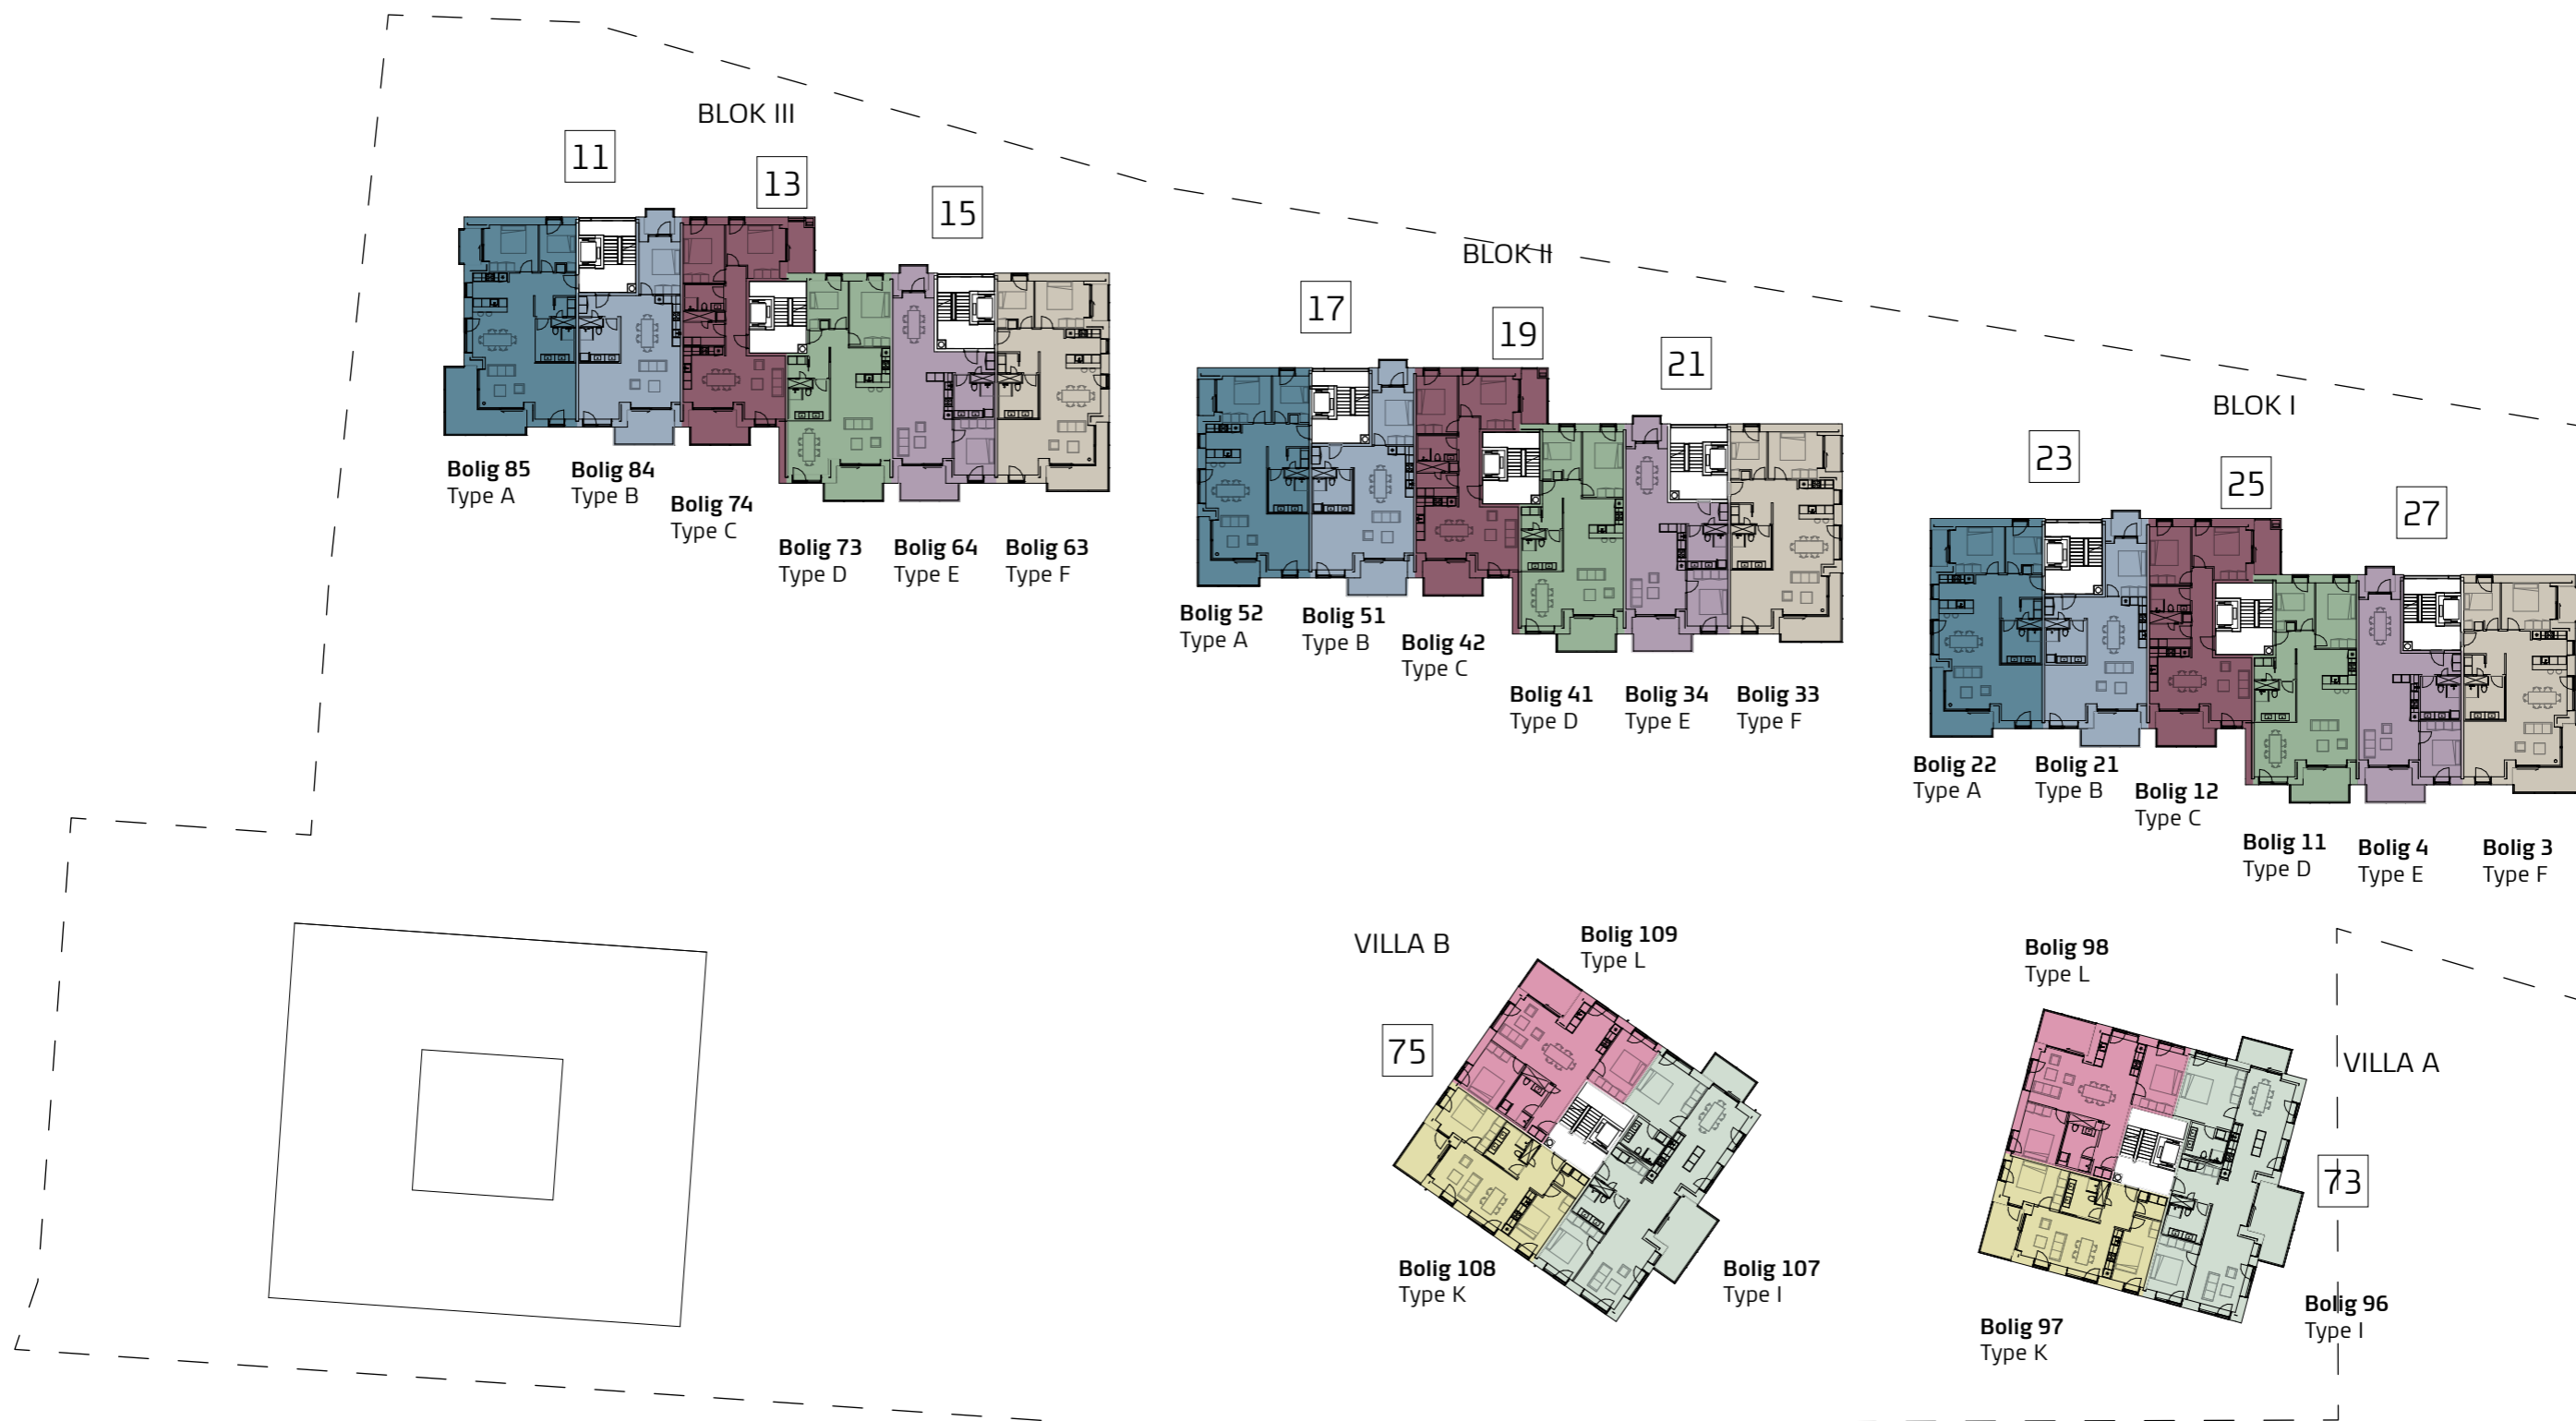 BLOK III
11
13
15
Bolig 85
Type A
Bolig 84
Type B
Bolig 74
Type C
Bolig 73
Type D
Bolig 64
Type E
Bolig 63
Type F
BLOK II
17
19
21
Bolig 52
Type A
Bolig 51
Type B
Bolig 42
Type C
Bolig 41
Type D
Bolig 34
Type E
Bolig 33
Type F
BLOK I
23
25
27
Bolig 22
Type A
Bolig 21
Type B
Bolig 12
Type C
Bolig 11
Type D
Bolig 4
Type E
Bolig 3
Type F
VILLA B
Bolig 109
Type L
75
Bolig 108
Type K
Bolig 107
Type I
Bolig 98
Type L
VILLA A
73
Bolig 97
Type K
Bolig 96
Type I